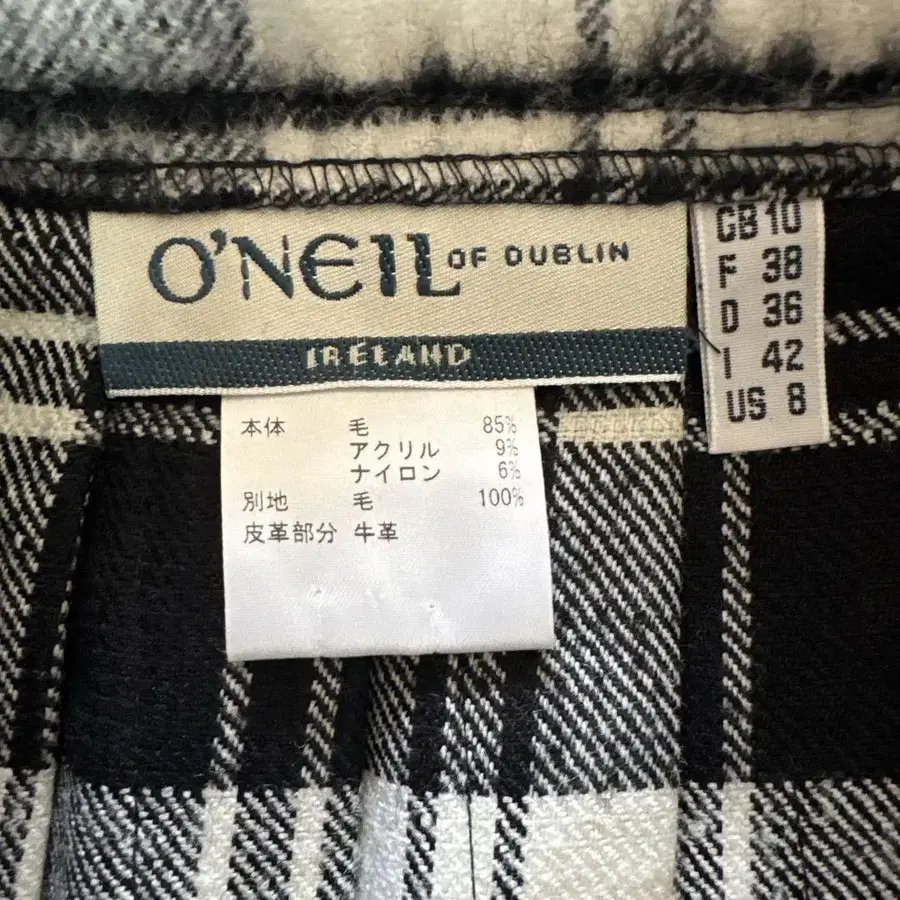 O'NEIL OF DUBLIN
IRELAND
GB 10
F 38
D 36
I 42
US 8
本体 毛 85%
アクリル 9%
ナイロン 6%
別地 毛 100%
皮革部分 牛革